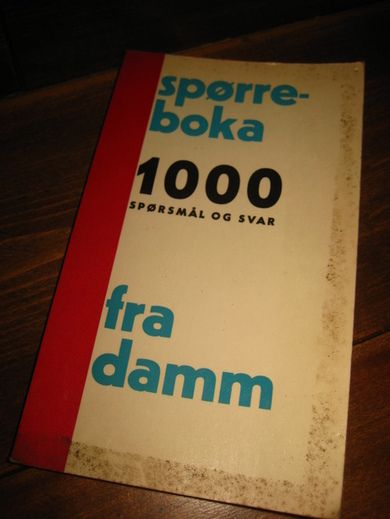 spørre-
boka
1000
SPØRSMÅL OG SVAR
fra
damm